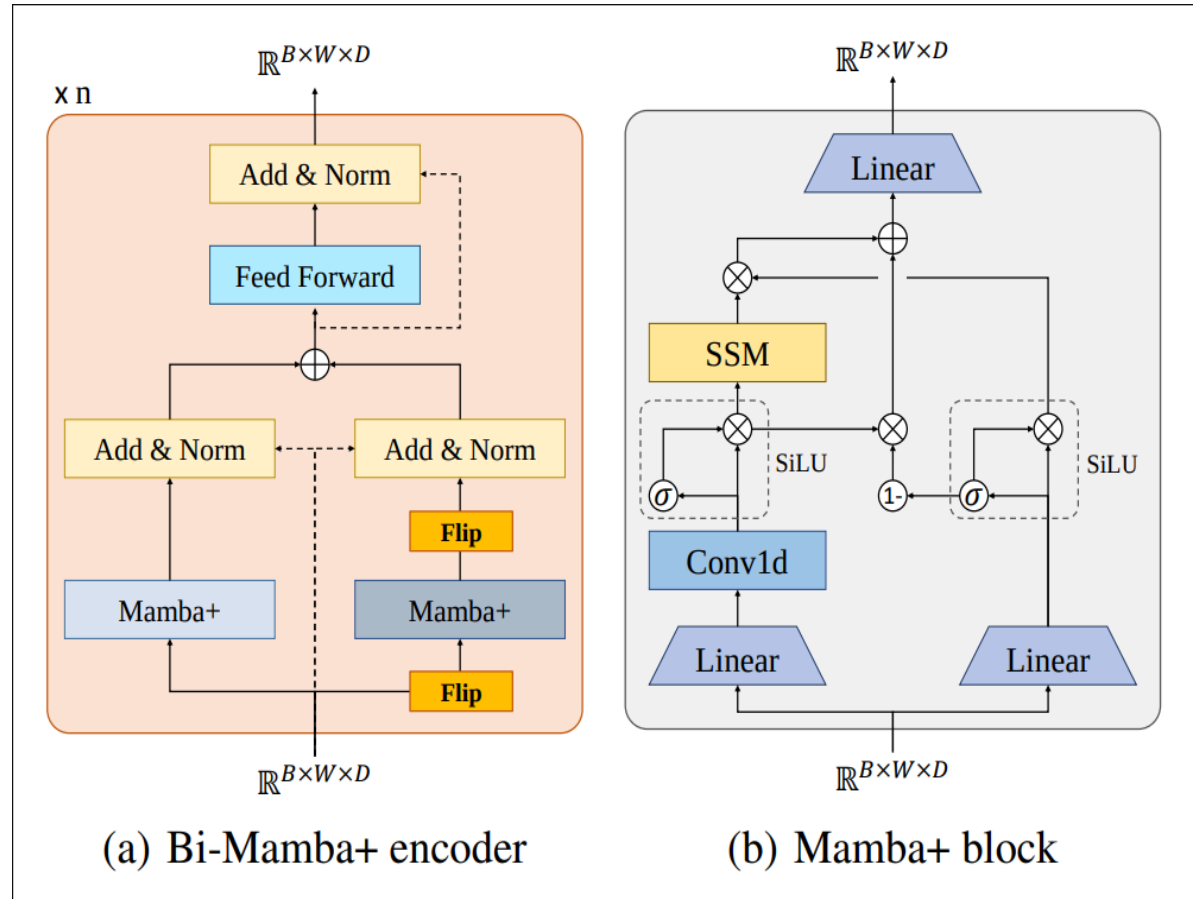 ℝ^{B×W×D}
x n
Add & Norm
Feed Forward
Add & Norm
Add & Norm
Flip
Mamba+
Mamba+
Flip
ℝ^{B×W×D}
(a) Bi-Mamba+ encoder
ℝ^{B×W×D}
Linear
SSM
SiLU
SiLU
σ
1-
σ
Conv1d
Linear
Linear
ℝ^{B×W×D}
(b) Mamba+ block